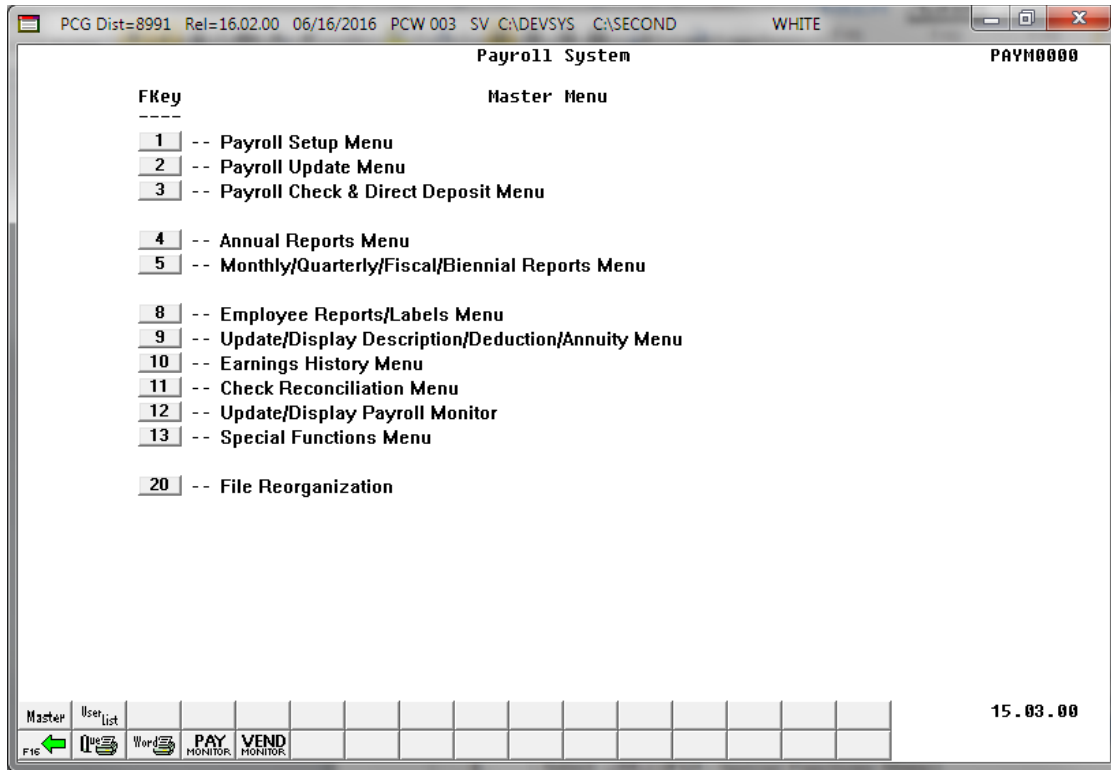 PCG Dist=8991 Rel=16.02.00 06/16/2016 PCW 003 SV C:\DEVSYS C:\SECOND WHITE
Payroll System PAYM0000
FKey Master Menu
----
1 -- Payroll Setup Menu
2 -- Payroll Update Menu
3 -- Payroll Check & Direct Deposit Menu
4 -- Annual Reports Menu
5 -- Monthly/Quarterly/Fiscal/Biennial Reports Menu
8 -- Employee Reports/Labels Menu
9 -- Update/Display Description/Deduction/Annuity Menu
10 -- Earnings History Menu
11 -- Check Reconciliation Menu
12 -- Update/Display Payroll Monitor
13 -- Special Functions Menu
20 -- File Reorganization
Master User List 15.03.00
F16 Que Word PAY MONITOR VEND MONITOR